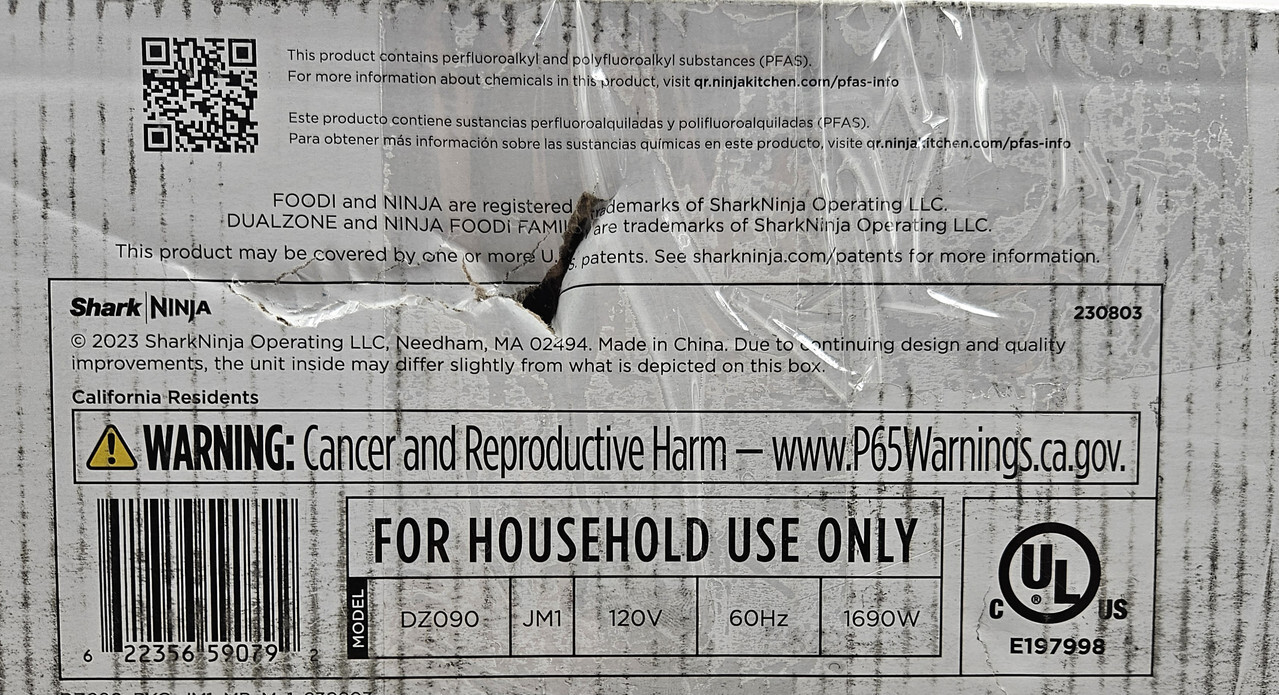 This product contains perfluoroalkyl and polyfluoroalkyl substances (PFAS).
For more information about chemicals in this product, visit qr.ninjakitchen.com/pfas-info
Este producto contiene sustancias perfluoroalquiladas y polifluoroalquiladas (PFAS).
Para obtener más información sobre las sustancias químicas en este producto, visite qr.ninjakitchen.com/pfas-info
FOODI and NINJA are registered trademarks of SharkNinja Operating LLC.
DUALZONE and NINJA FOODI FAMILY are trademarks of SharkNinja Operating LLC.
This product may be covered by one or more U.S. patents. See sharkninja.com/patents for more information.
Shark | NINJA
230803
© 2023 SharkNinja Operating LLC, Needham, MA 02494. Made in China. Due to continuing design and quality
improvements, the unit inside may differ slightly from what is depicted on this box.
California Residents
WARNING: Cancer and Reproductive Harm — www.P65Warnings.ca.gov.
FOR HOUSEHOLD USE ONLY
MODEL DZ090 JM1 120V 60Hz 1690W
6 22356 59079 2
C UL ® US
E197998